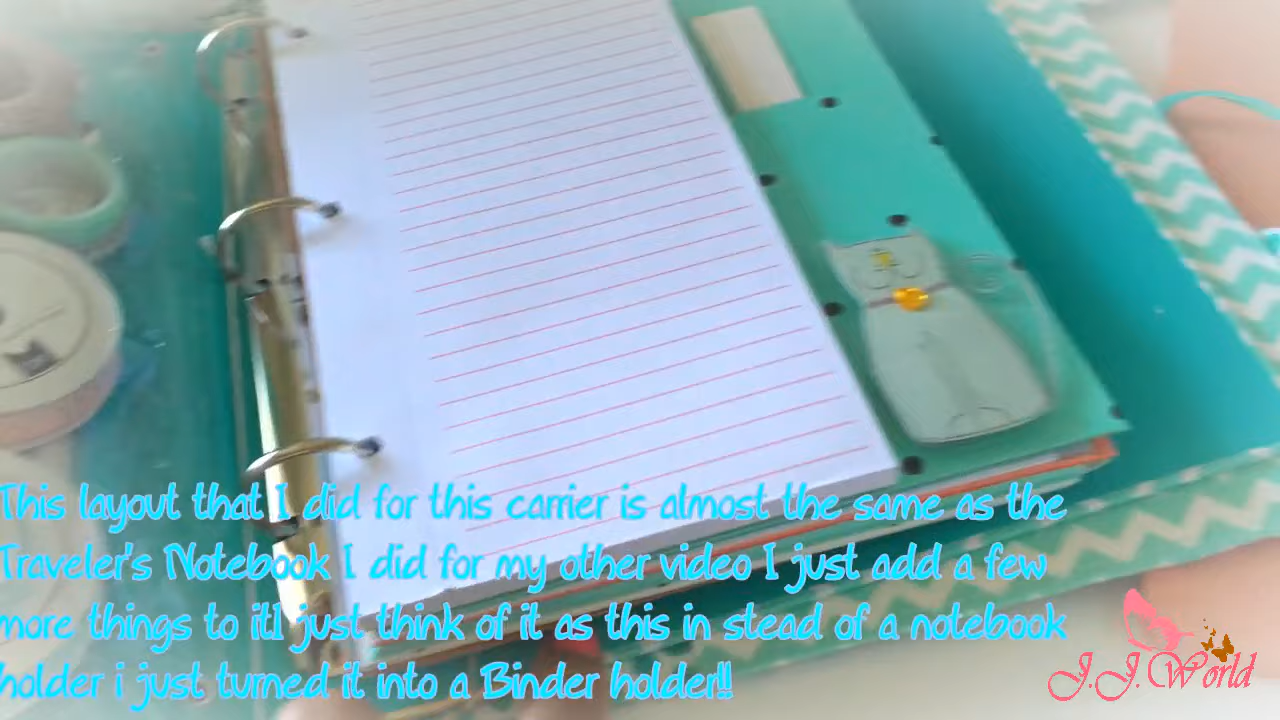 This layout that I did for this carrier is almost the same as the
Traveler's Notebook I did for my other video I just add a few
more things to it1 just think of it as this in stead of a notebook
holder i just turned it into a Binder holder!!
J.J.World